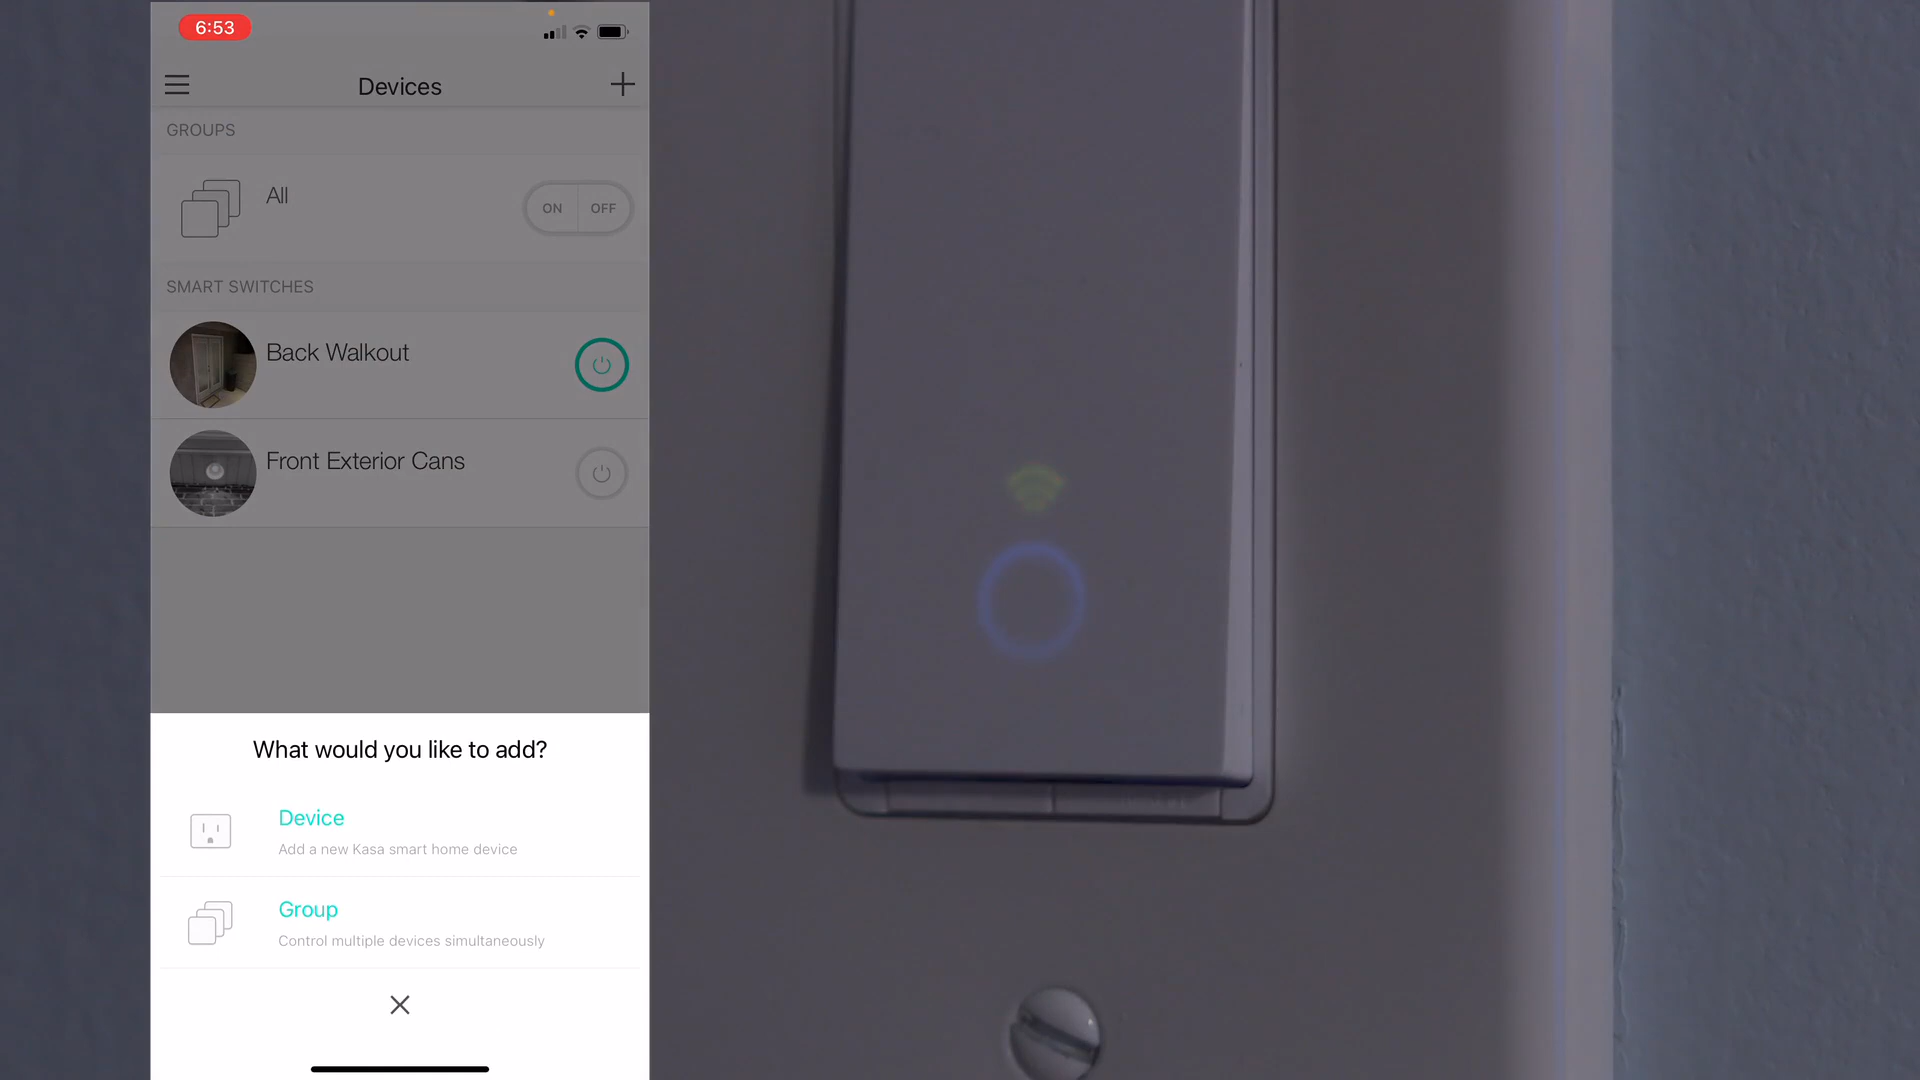 6:53
Devices
GROUPS
All
ON OFF
SMART SWITCHES
Back Walkout
Front Exterior Cans
What would you like to add?
Device
Add a new Kasa smart home device
Group
Control multiple devices simultaneously